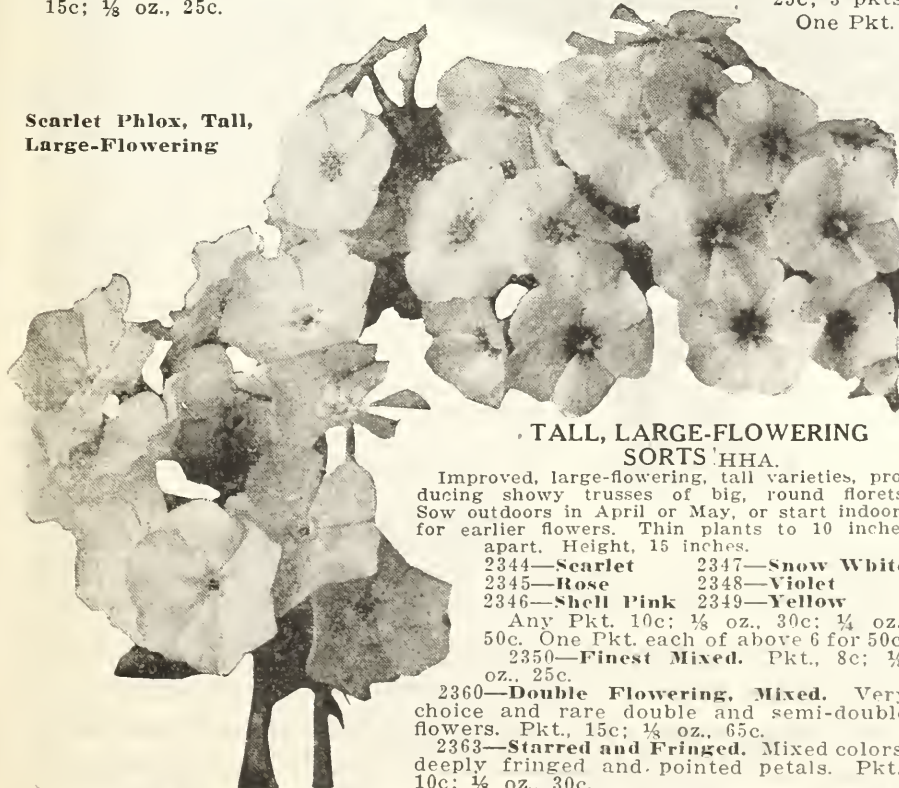 15c; ⅛ oz., 25c.
25c, 3 pkts
One Pkt.
Scarlet Phlox, Tall,
Large-Flowering
TALL, LARGE-FLOWERING
SORTS HHA.
Improved, large-flowering, tall varieties, pro
ducing showy trusses of big, round florets
Sow outdoors in April or May, or start indoor
for earlier flowers. Thin plants to 10 inche
apart. Height, 15 inches.
2344—Scarlet 2347—Snow White
2345—Rose 2348—Violet
2346—Shell Pink 2349—Yellow
Any Pkt. 10c; ⅛ oz., 30c; ¼ oz.
50c. One Pkt. each of above 6 for 50c
2350—Finest Mixed. Pkt., 8c;
oz., 25c.
2360—Double Flowering, Mixed. Very
choice and rare double and semi-double
flowers. Pkt., 15c; ⅛ oz., 65c.
2363—Starred and Fringed. Mixed colors
deeply fringed and pointed petals. Pkt.
10c; ⅛ oz., 30c.